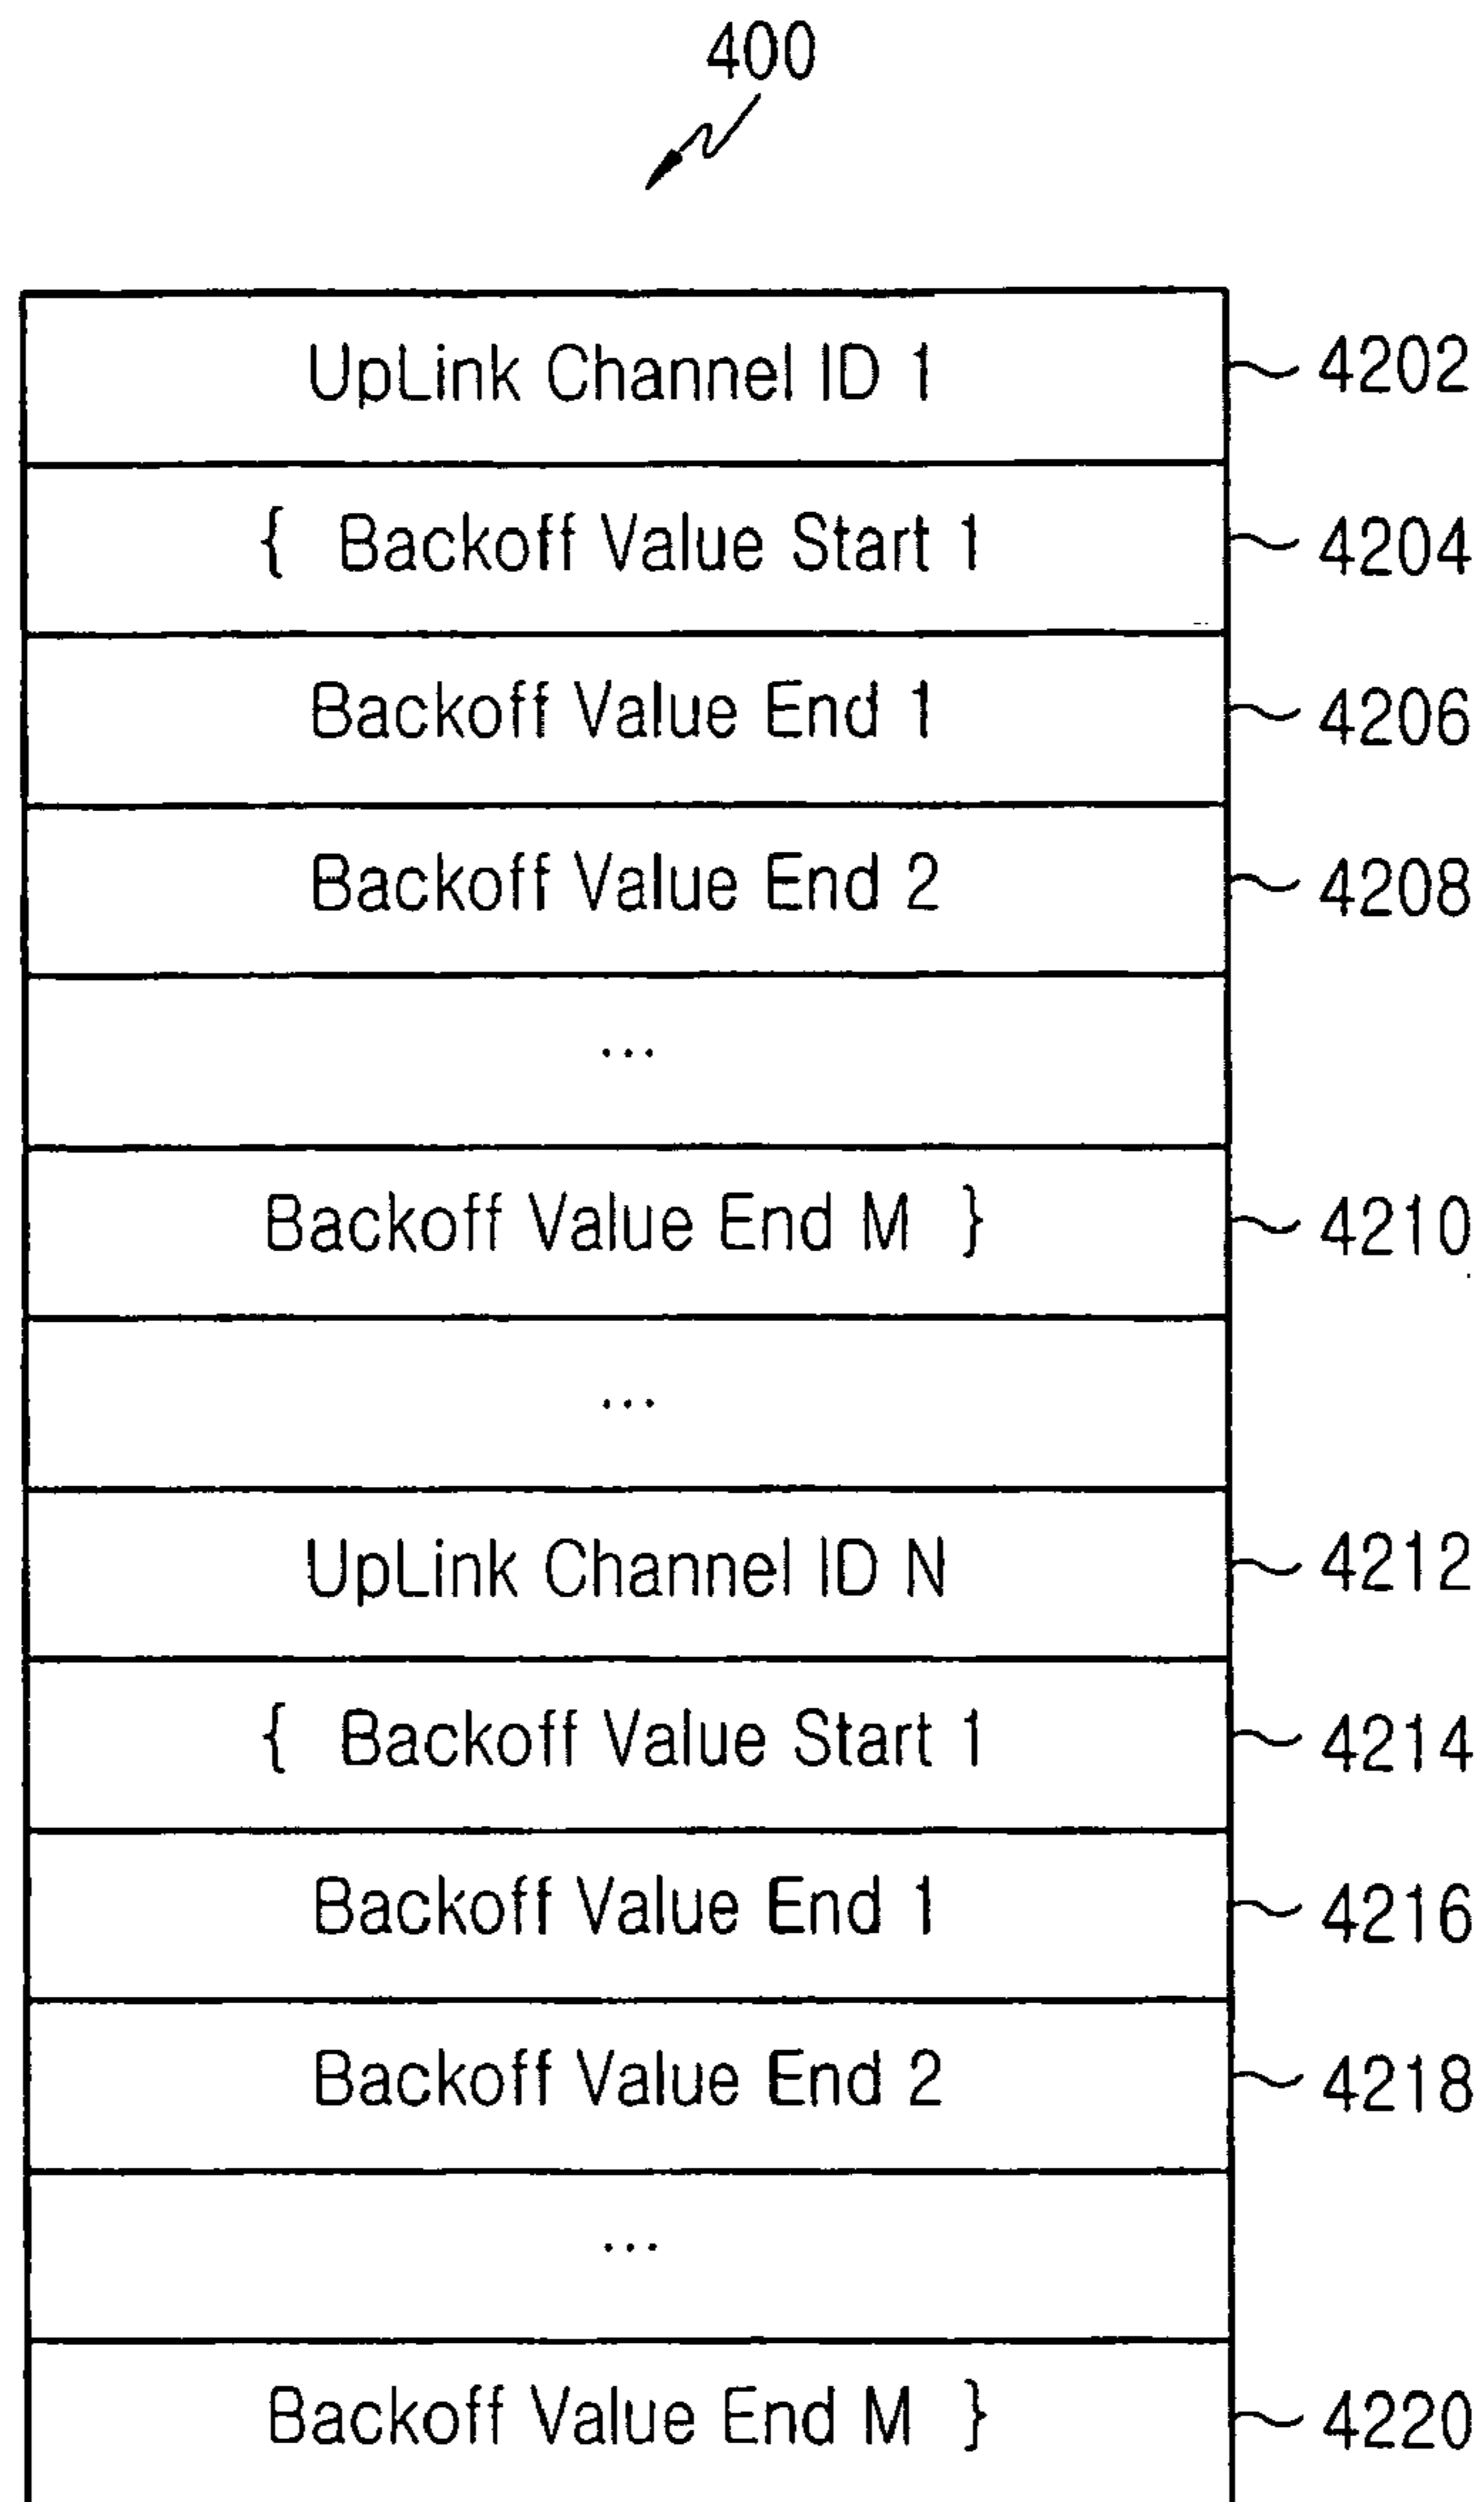 400
UpLink Channel ID 1 4202
{ Backoff Value Start 1 4204
Backoff Value End 1 4206
Backoff Value End 2 4208
...
Backoff Value End M } 4210
...
UpLink Channel ID N 4212
{ Backoff Value Start 1 4214
Backoff Value End 1 4216
Backoff Value End 2 4218
...
Backoff Value End M } 4220